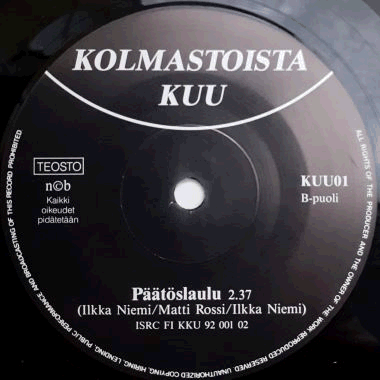 KOLMASTOISTA
KUU
TEOSTO
n©b
Kaikki
oikeudet
pidätetään
KUU01
B-puoli
Päätöslaulu 2.37
(Ilkka Niemi/Matti Rossi/Ilkka Niemi)
ISRC FI KKU 92 001 02
ALL RIGHTS OF THE PRODUCER AND THE OWNER OF THE WORK REPRODUCED RESERVED. UNAUTHORIZED COPYING, HIRING, LENDING, PUBLIC PERFORMANCE AND BROADCASTING OF THIS RECORD PROHIBITED